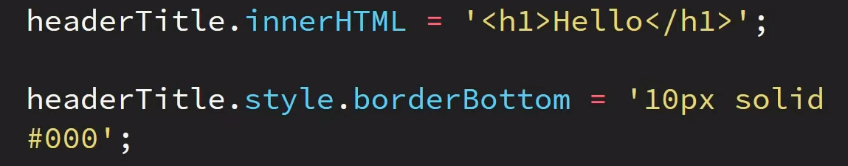 headerTitle.innerHTML = '<h1>Hello</h1>';
headerTitle.style.borderBottom = '10px solid
#000';